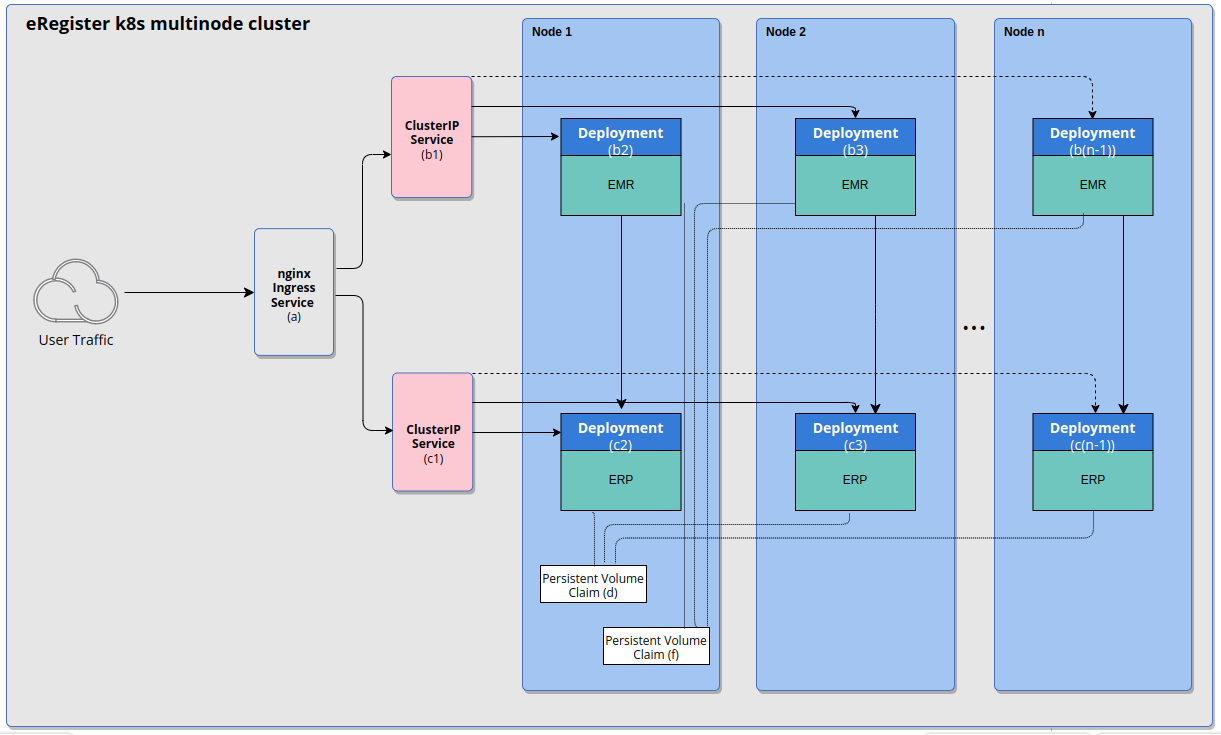 eRegister k8s multinode cluster
Node 1
Node 2
Node n
ClusterIP
Service
(b1)
Deployment
(b2)
EMR
Deployment
(b3)
EMR
Deployment
(b(n-1))
EMR
nginx
Ingress
Service
(a)
User Traffic
...
ClusterIP
Service
(c1)
Deployment
(c2)
ERP
Deployment
(c3)
ERP
Deployment
(c(n-1))
ERP
Persistent Volume
Claim (d)
Persistent Volume
Claim (f)